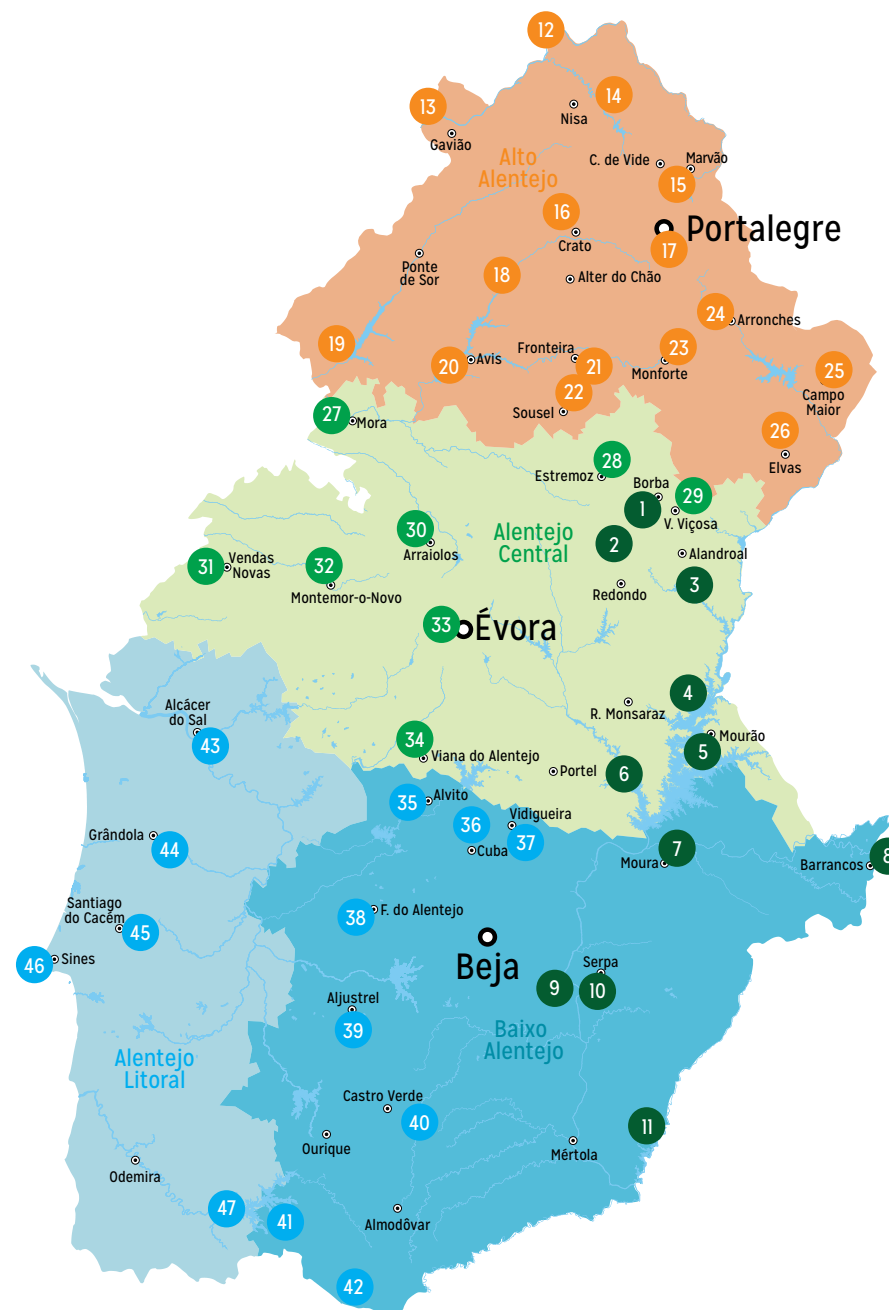 12
14
13
Nisa
Gavião
Alto
Alentejo
C. de Vide
Marvão
15
16
Portalegre
Crato
17
Ponte
de Sor
18
Alter do Chão
24
Arronches
19
Fronteira
23
20
Avis
21
Monforte
25
22
Campo
Maior
Sousel
27
Mora
26
Elvas
28
Estremoz
Borba
29
1
V. Viçosa
30
Alentejo
Central
2
Arraiolos
Alandroal
31
Vendas
Novas
32
Montemor-o-Novo
Redondo
3
33
Évora
4
R. Monsaraz
Alcácer
do Sal
43
34
Mourão
5
Viana do Alentejo
Portel
6
35
Alvito
36
Vidigueira
37
Grândola
44
Cuba
7
Moura
8
Barrancos
Santiago
do Cacém
45
38
F. do Alentejo
46
Sines
Beja
Serpa
9
10
Aljustrel
39
Baixo
Alentejo
Alentejo
Litoral
Castro Verde
40
11
Ourique
Mértola
Odemira
47
41
Almodôvar
42